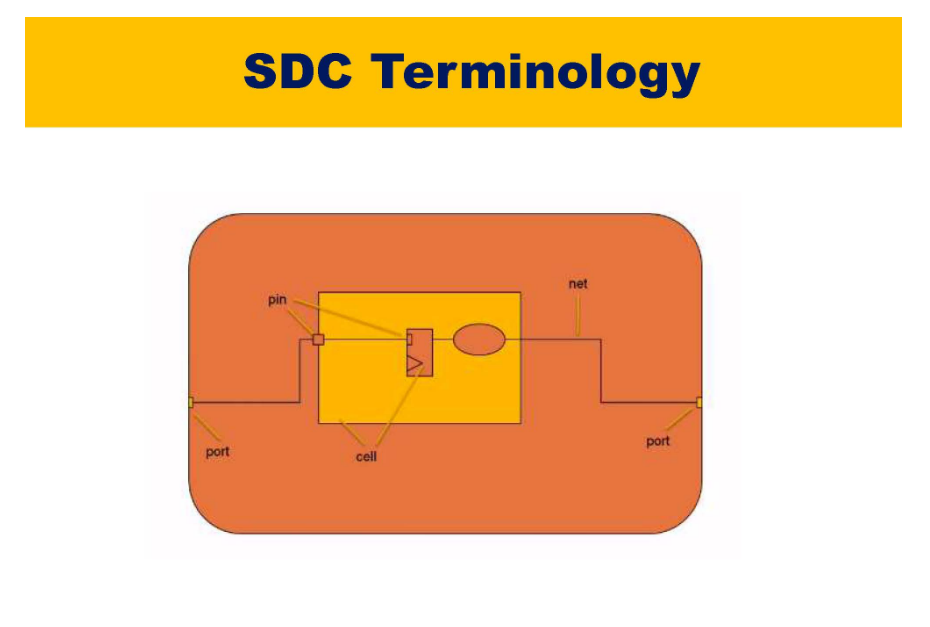 SDC Terminology
net
pin
port
cell
port